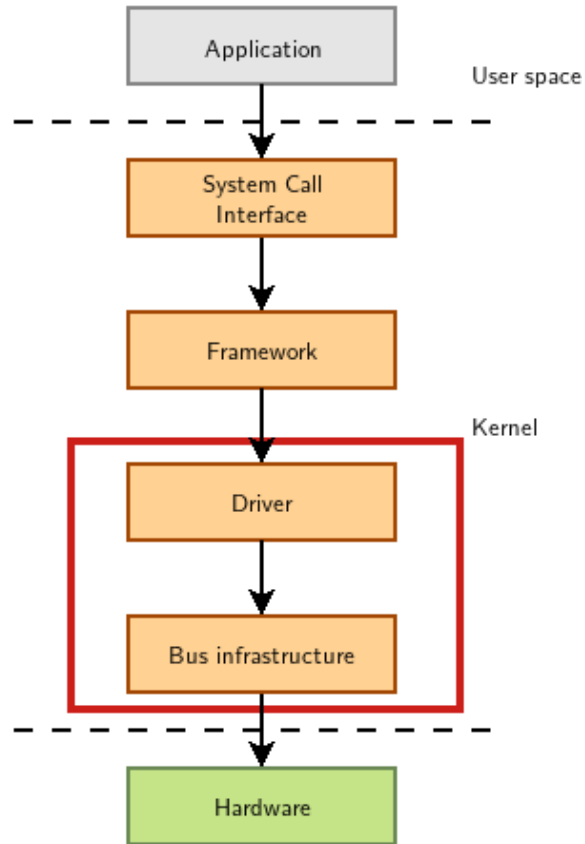 Application
User space
System Call
Interface
Framework
Kernel
Driver
Bus infrastructure
Hardware